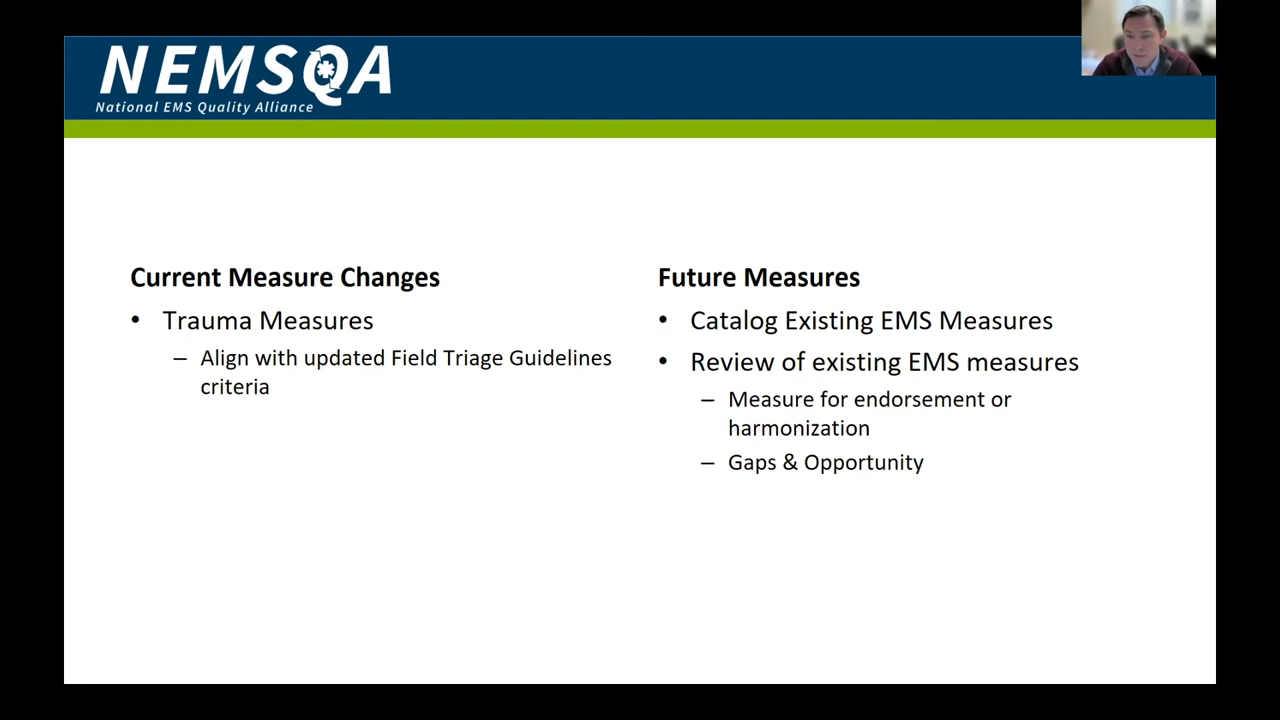 NEMSQA
National EMS Quality Alliance
Current Measure Changes
• Trauma Measures
– Align with updated Field Triage Guidelines
criteria
Future Measures
• Catalog Existing EMS Measures
• Review of existing EMS measures
– Measure for endorsement or
harmonization
– Gaps & Opportunity